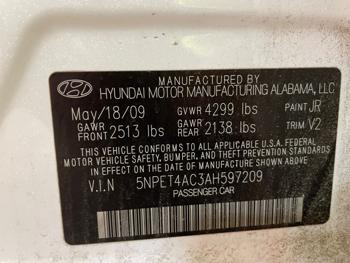 MANUFACTURED BY
HYUNDAI MOTOR MANUFACTURING ALABAMA, LLC
May/18/09 GVWR 4299 lbs PAINT JR
GAWR FRONT 2513 lbs GAWR REAR 2138 lbs TRIM V2
THIS VEHICLE CONFORMS TO ALL APPLICABLE
U.S.A. FEDERAL MOTOR VEHICLE
SAFETY, BUMPER, AND THEFT PREVENTION
STANDARDS IN EFFECT ON THE DATE OF
MANUFACTURE SHOWN ABOVE.
V.I.N 5NPET4AC3AH597209
PASSENGER CAR